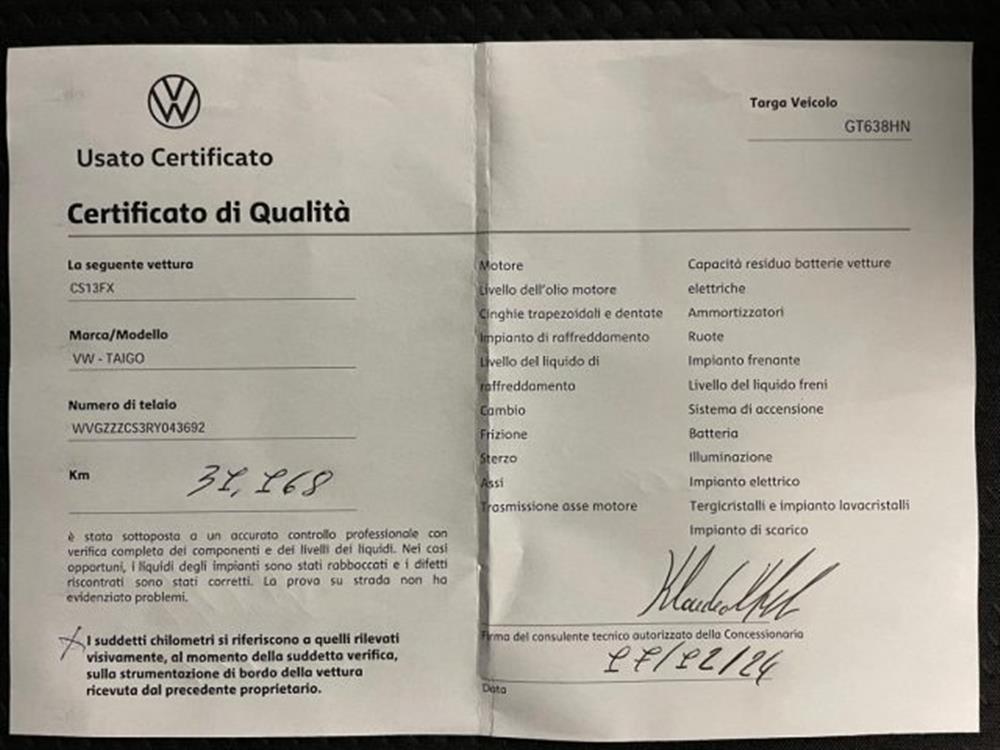 Usato Certificato
Targa Veicolo
GT638HN
Certificato di Qualità
La seguente vettura
CS13FX
Marca/Modello
VW - TAIGO
Numero di telaio
WVGZZZCS3RY043692
Km
31,168
è stata sottoposta a un accurato controllo professionale con
verifica completa dei componenti e dei livelli dei liquidi. Nei casi
opportuni, i liquidi degli impianti sono stati rabboccati e i difetti
riscontrati sono stati corretti. La prova su strada non ha
evidenziato problemi.
I suddetti chilometri si riferiscono a quelli rilevati
visivamente, al momento della suddetta verifica,
sulla strumentazione di bordo della vettura
ricevuta dal precedente proprietario.
Motore
Livello dell'olio motore
Cinghie trapezoidali e dentate
Impianto di raffreddamento
Livello del liquido di
raffreddamento
Cambio
Frizione
Sterzo
Assi
Trasmissione asse motore
Capacità residua batterie vetture
elettriche
Ammortizzatori
Ruote
Impianto frenante
Livello del liquido freni
Sistema di accensione
Batteria
Illuminazione
Impianto elettrico
Tergicristalli e impianto lavacristalli
Impianto di scarico
Firma del consulente tecnico autorizzato della Concessionaria
17/12/24
Data